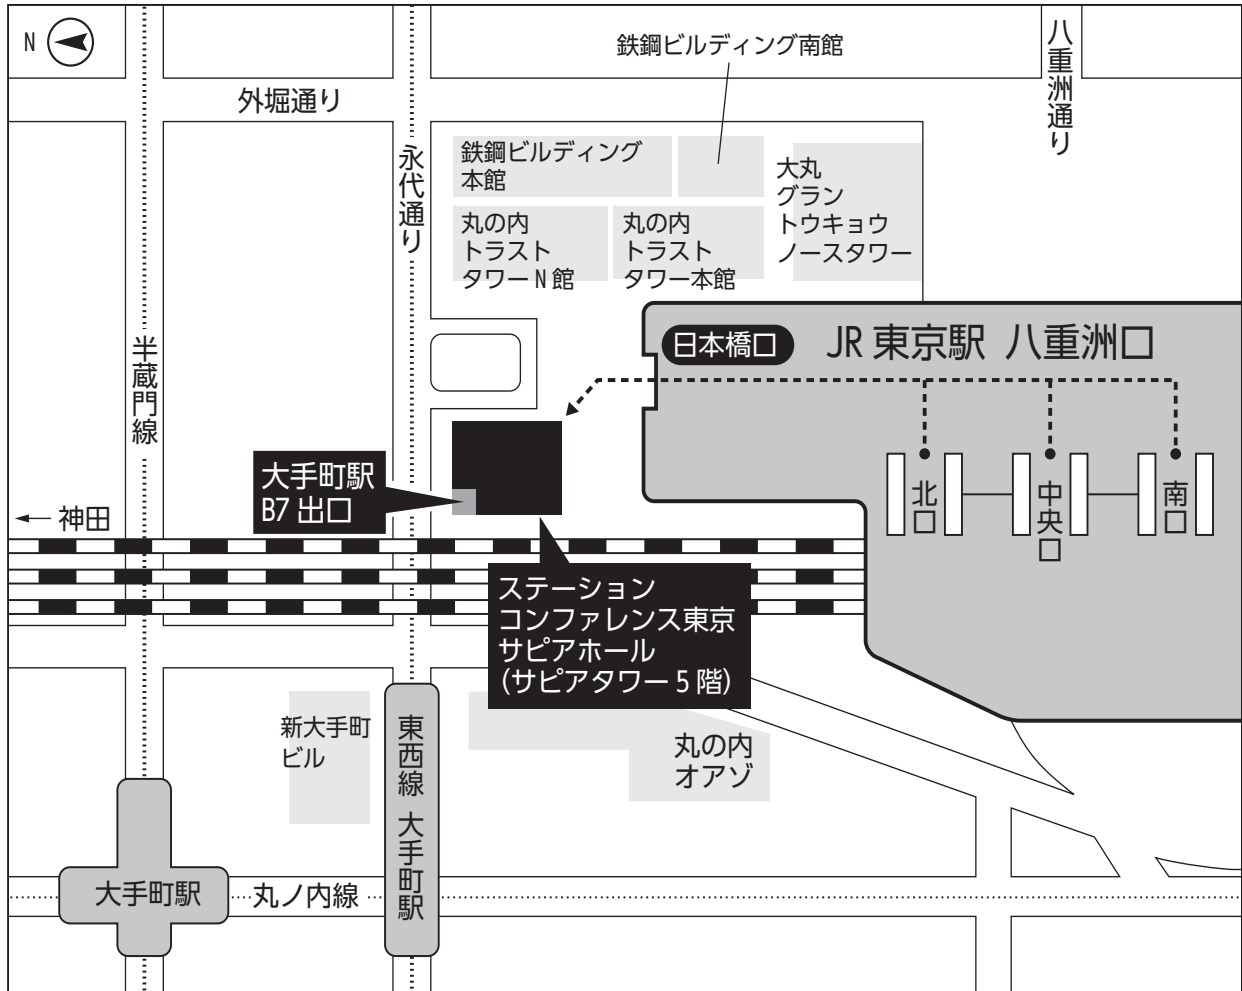 N
鉄鋼ビルディング南館
八重洲通り
外堀通り
永代通り
鉄鋼ビルディング
本館
大丸
グラン
トウキョウ
ノースタワー
丸の内
トラスト
タワーN館
丸の内
トラスト
タワー本館
半蔵門線
日本橋口
JR 東京駅 八重洲口
大手町駅
B7 出口
北口
中央口
南口
← 神田
ステーション
コンファレンス東京
サピアホール
(サピアタワー 5 階)
新大手町
ビル
東西線 大手町駅
丸の内
オアゾ
大手町駅
丸ノ内線